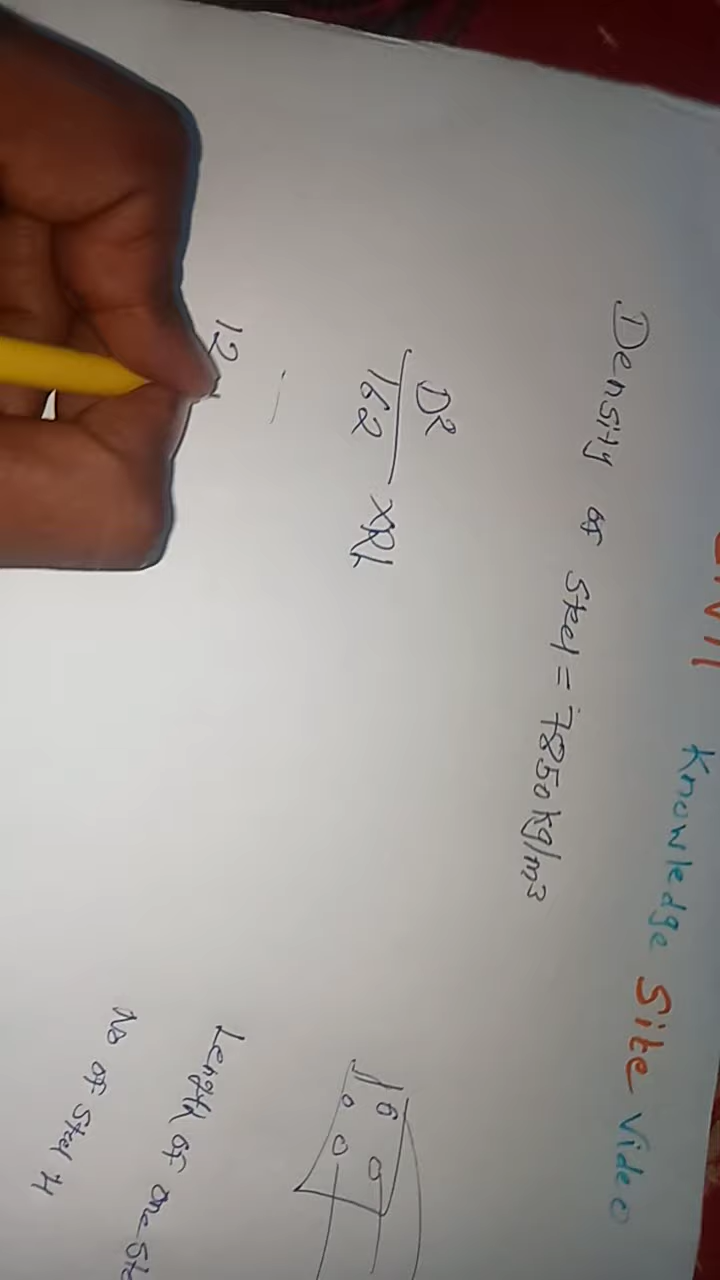 Civil Knowledge Site Video
Density of Steel = 7850 kg/m3
D2
162 XRL
12
Length of one
No of Steel 4